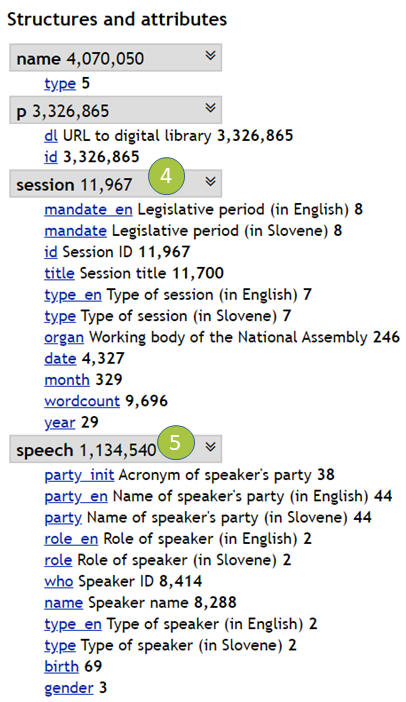 Structures and attributes
name 4,070,050
type 5
p 3,326,865
dl URL to digital library 3,326,865
id 3,326,865
session 11,967 4
mandate_en Legislative period (in English) 8
mandate Legislative period (in Slovene) 8
id Session ID 11,967
title Session title 11,700
type_en Type of session (in English) 7
type Type of session (in Slovene) 7
organ Working body of the National Assembly 246
date 4,327
month 329
wordcount 9,696
year 29
speech 1,134,540 5
party_init Acronym of speaker's party 38
party_en Name of speaker's party (in English) 44
party Name of speaker's party (in Slovene) 44
role_en Role of speaker (in English) 2
role Role of speaker (in Slovene) 2
who Speaker ID 8,414
name Speaker name 8,288
type_en Type of speaker (in English) 2
type Type of speaker (in Slovene) 2
birth 69
gender 3